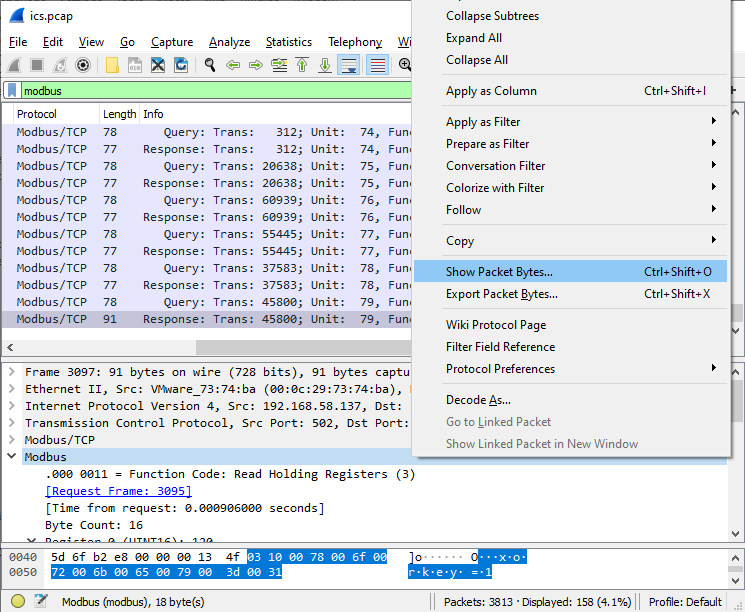 ics.pcap
File Edit View Go Capture Analyze Statistics Telephony Wi
modbus
Protocol Length Info
Modbus/TCP 78 Query: Trans: 312; Unit: 74, Fun
Modbus/TCP 77 Response: Trans: 312; Unit: 74, Fun
Modbus/TCP 78 Query: Trans: 20638; Unit: 75, Fun
Modbus/TCP 77 Response: Trans: 20638; Unit: 75, Fun
Modbus/TCP 78 Query: Trans: 60939; Unit: 76, Fun
Modbus/TCP 77 Response: Trans: 60939; Unit: 76, Fun
Modbus/TCP 78 Query: Trans: 55445; Unit: 77, Fun
Modbus/TCP 77 Response: Trans: 55445; Unit: 77, Fun
Modbus/TCP 78 Query: Trans: 37583; Unit: 78, Fun
Modbus/TCP 77 Response: Trans: 37583; Unit: 78, Fun
Modbus/TCP 78 Query: Trans: 45800; Unit: 79, Fun
Modbus/TCP 91 Response: Trans: 45800; Unit: 79, Fun
Collapse Subtrees
Expand All
Collapse All
Apply as Column Ctrl+Shift+I
Apply as Filter
Prepare as Filter
Conversation Filter
Colorize with Filter
Follow
Copy
Show Packet Bytes... Ctrl+Shift+O
Export Packet Bytes... Ctrl+Shift+X
Wiki Protocol Page
Filter Field Reference
Protocol Preferences
Decode As...
Go to Linked Packet
Show Linked Packet in New Window
Frame 3097: 91 bytes on wire (728 bits), 91 bytes captu
Ethernet II, Src: VMware_73:74:ba (00:0c:29:73:74:ba),
Internet Protocol Version 4, Src: 192.168.58.137, Dst:
Transmission Control Protocol, Src Port: 502, Dst Port:
Modbus/TCP
Modbus
.000 0011 = Function Code: Read Holding Registers (3)
[Request Frame: 3095]
[Time from request: 0.000906000 seconds]
Byte Count: 16
Register 0 (UINT16): 120
0040 5d 6f b2 e8 00 00 00 13 4f 03 10 00 78 00 6f 00 ]o······ O···x·o·
0050 72 00 6b 00 65 00 79 00 3d 00 31 r·k·e·y· =·1
Modbus (modbus), 18 byte(s) Packets: 3813 · Displayed: 158 (4.1%) Profile: Default